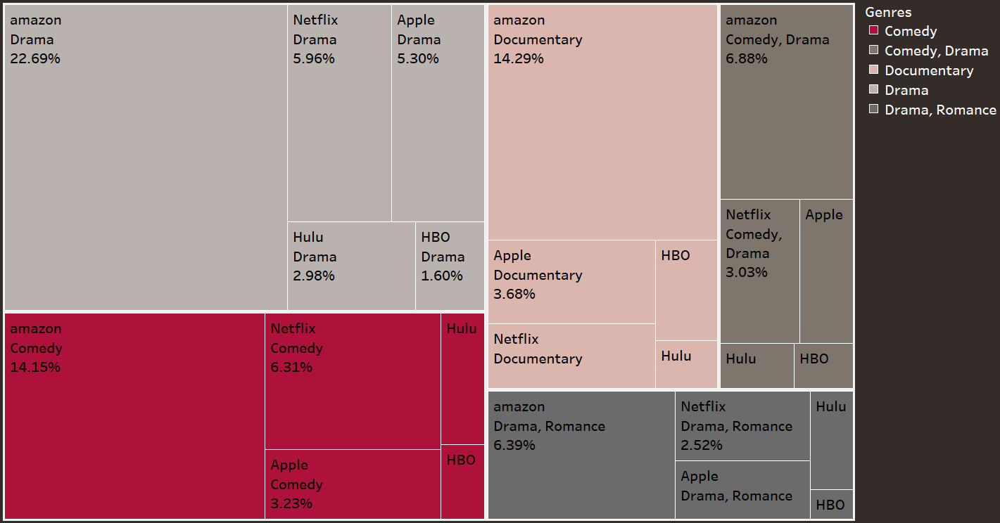 amazon
Drama
22.69%
Netflix
Drama
5.96%
Apple
Drama
5.30%
Hulu
Drama
2.98%
HBO
Drama
1.60%
amazon
Comedy
14.15%
Netflix
Comedy
6.31%
Apple
Comedy
3.23%
Hulu
HBO
amazon
Documentary
14.29%
Apple
Documentary
3.68%
Netflix
Documentary
HBO
Hulu
amazon
Comedy, Drama
6.88%
Netflix
Comedy,
Drama
3.03%
Apple
Hulu
HBO
amazon
Drama, Romance
6.39%
Netflix
Drama, Romance
2.52%
Apple
Drama, Romance
Hulu
HBO
Genres
Comedy
Comedy, Drama
Documentary
Drama
Drama, Romance